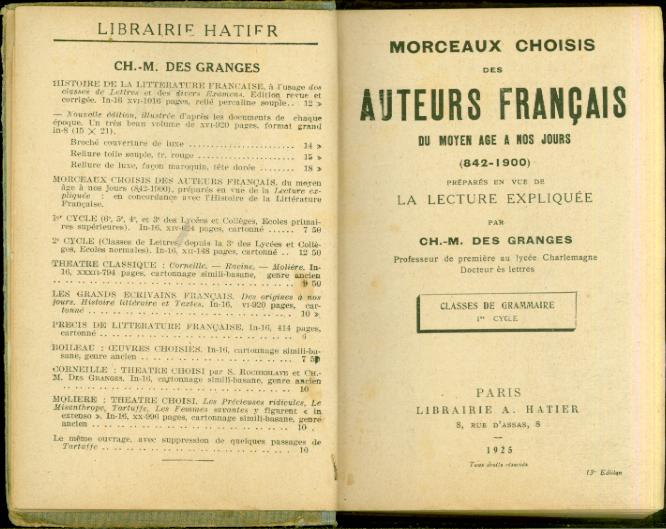 LIBRAIRIE HATIER
CH.-M. DES GRANGES
HISTOIRE DE LA LITTERATURE FRANÇAISE, à l'usage des
classes de Lettres et des divers Examens. Edition revue et
corrigée. In-16 XVI-1016 pages, relié percaline souple.. 12 »
— Nouvelle édition, illustrée d'après les documents de chaque
époque. Un très beau volume de XVI-920 pages, format grand
in-8 (15 × 21).
Broché couverture de luxe .......... 14 »
Reliure toile souple, tr. rouge .......... 15 »
Reliure de luxe, façon maroquin, tête dorée .......... 18 »
MORCEAUX CHOISIS DES AUTEURS FRANÇAIS, du moyen
âge à nos jours (842-1900), préparés en vue de la Lecture ex-
pliquée : en concordance avec l'Histoire de la Littérature
Française.
1er CYCLE (6e, 5e, 4e, et 3e des Lycées et Collèges, Ecoles primai-
res supérieures). In-16, XIV-624 pages, cartonné ...... 7 50
2e CYCLE (Classes de Lettres, depuis la 3e des Lycées et Collè-
ges, Ecoles normales). In-16, XII-148 pages, cartonné .. 12 50
THEATRE CLASSIQUE : Corneille. — Racine. — Molière. In-
16, XXXII-794 pages, cartonnage simili-basane, genre ancien
.......... 9 50
LES GRANDS ECRIVAINS FRANÇAIS, Des origines à nos
jours. Histoire littéraire et Textes. In-16, VI-920 pages, car-
tonné .......... 10 »
PRECIS DE LITTERATURE FRANÇAISE, In-16, 414 pages,
cartonné .......... 6
BOILEAU : ŒUVRES CHOISIES. In-16, cartonnage simili-ba-
sane, genre ancien .......... 7 50
CORNEILLE : THEATRE CHOISI par S. ROCHEBLAVE et CH.-
M. DES GRANGES. In-16, cartonnage simili-basane, genre ancien
.......... 10
MOLIERE : THEATRE CHOISI, Les Précieuses ridicules, Le
Misanthrope, Tartuffe, Les Femmes savantes y figurent « in
extenso ». In-16, XX-996 pages, cartonnage simili-basane, genre
ancien .......... 10 .
Le même ouvrage, avec suppression de quelques passages de
Tartuffe .......... 10
MORCEAUX CHOISIS
DES
AUTEURS FRANÇAIS
DU MOYEN AGE A NOS JOURS
(842-1900)
PRÉPARÉS EN VUE DE
LA LECTURE EXPLIQUÉE
PAR
CH.-M. DES GRANGES
Professeur de première au lycée Charlemagne
Docteur ès lettres
CLASSES DE GRAMMAIRE
1er CYCLE
PARIS
LIBRAIRIE A. HATIER
8, RUE D'ASSAS, 8
1925
Tous droits réservés
13e Edition